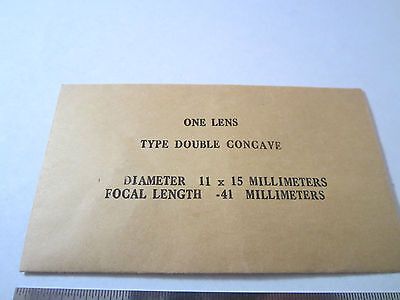 ONE LENS
TYPE DOUBLE CONCAVE
DIAMETER 11 x 15 MILLIMETERS
FOCAL LENGTH -41 MILLIMETERS